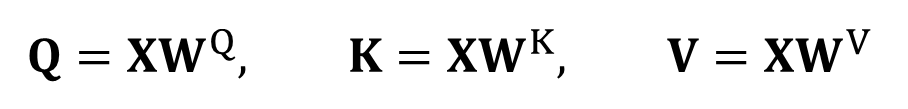 Q = XW^Q, K = XW^K, V = XW^V